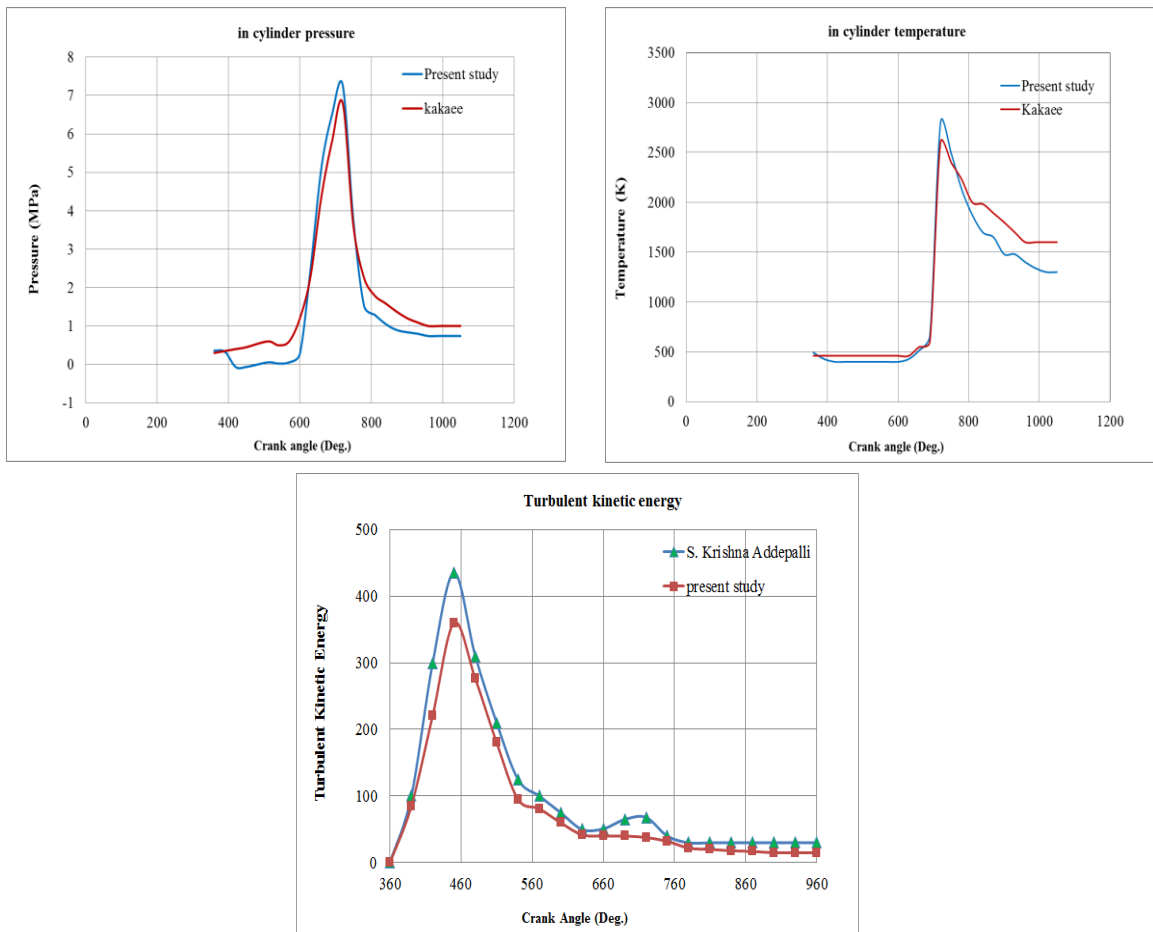 in cylinder pressure
8
7
6
5
4
3
2
1
0
-1
Pressure (MPa)
Present study
kakaee
0 200 400 600 800 1000 1200
Crank angle (Deg.)
in cylinder temperature
3500
3000
2500
2000
1500
1000
500
0
Temperature (K)
Present study
Kakaee
0 200 400 600 800 1000 1200
Crank angle (Deg.)
Turbulent kinetic energy
500
400
300
200
100
0
Turbulent Kinetic Energy
S. Krishna Addepalli
present study
360 460 560 660 760 860 960
Crank Angle (Deg.)